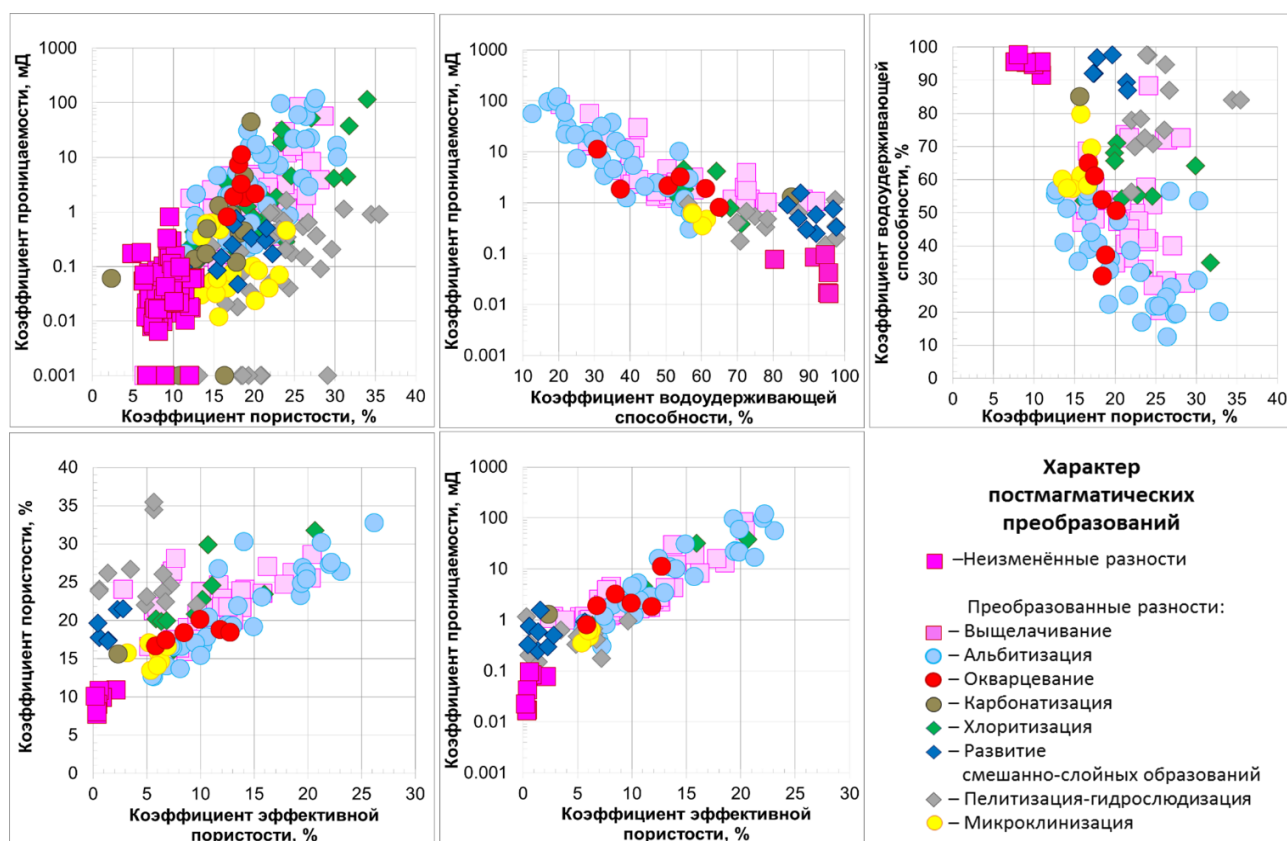 Коэффициент проницаемости, мД
1000
100
10
1
0.1
0.01
0.001
0 5 10 15 20 25 30 35 40
Коэффициент пористости, %
Коэффициент проницаемости, мД
1000
100
10
1
0.1
0.01
0.001
10 20 30 40 50 60 70 80 90 100
Коэффициент водоудерживающей
способности, %
Коэффициент водоудерживающей
способности, %
100
90
80
70
60
50
40
30
20
10
0
0 5 10 15 20 25 30 35 40
Коэффициент пористости, %
Коэффициент пористости, %
40
35
30
25
20
15
10
5
0
0 5 10 15 20 25 30
Коэффициент эффективной
пористости, %
Коэффициент проницаемости, мД
1000
100
10
1
0.1
0.01
0.001
0 5 10 15 20 25 30
Коэффициент эффективной
пористости, %
Характер
постмагматических
преобразований
–Неизменённые разности
Преобразованные разности:
– Выщелачивание
– Альбитизация
– Окварцевание
– Карбонатизация
– Хлоритизация
– Развитие
смешанно-слойных образований
– Пелитизация-гидрослюдизация
– Микроклинизация